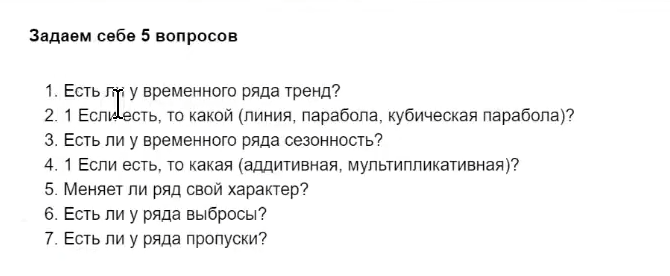 Задаем себе 5 вопросов
1. Есть ли у временного ряда тренд?
2. 1 Если есть, то какой (линия, парабола, кубическая парабола)?
3. Есть ли у временного ряда сезонность?
4. 1 Если есть, то какая (аддитивная, мультипликативная)?
5. Меняет ли ряд свой характер?
6. Есть ли у ряда выбросы?
7. Есть ли у ряда пропуски?